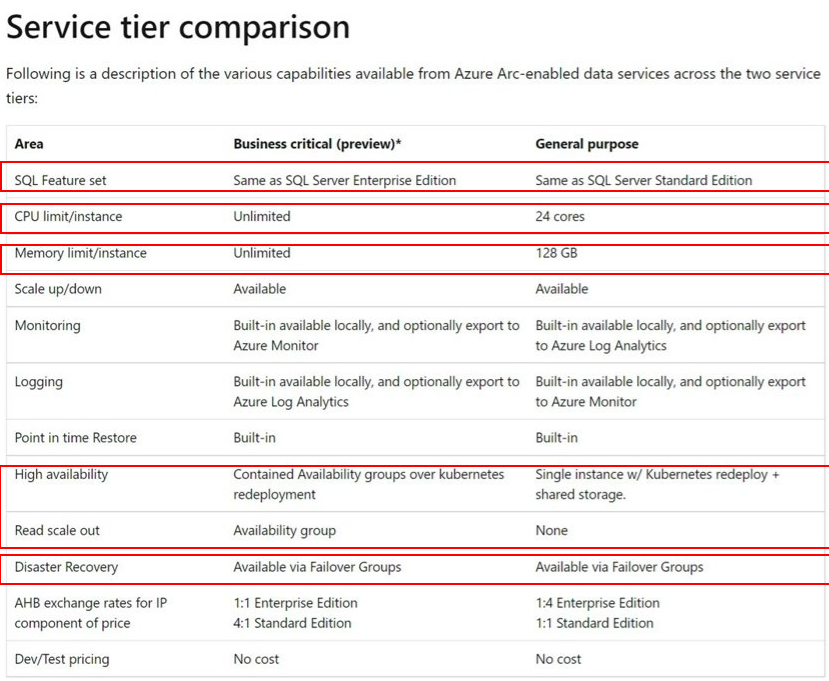 Service tier comparison
Following is a description of the various capabilities available from Azure Arc-enabled data services across the two service
tiers:
Area Business critical (preview)* General purpose
SQL Feature set Same as SQL Server Enterprise Edition Same as SQL Server Standard Edition
CPU limit/instance Unlimited 24 cores
Memory limit/instance Unlimited 128 GB
Scale up/down Available Available
Monitoring Built-in available locally, and optionally export to Built-in available locally, and optionally export
Azure Monitor to Azure Log Analytics
Logging Built-in available locally, and optionally export to Built-in available locally, and optionally export
Azure Log Analytics to Azure Monitor
Point in time Restore Built-in Built-in
High availability Contained Availability groups over kubernetes Single instance w/ Kubernetes redeploy +
redeployment shared storage.
Read scale out Availability group None
Disaster Recovery Available via Failover Groups Available via Failover Groups
AHB exchange rates for IP 1:1 Enterprise Edition 1:4 Enterprise Edition
component of price 4:1 Standard Edition 1:1 Standard Edition
Dev/Test pricing No cost No cost